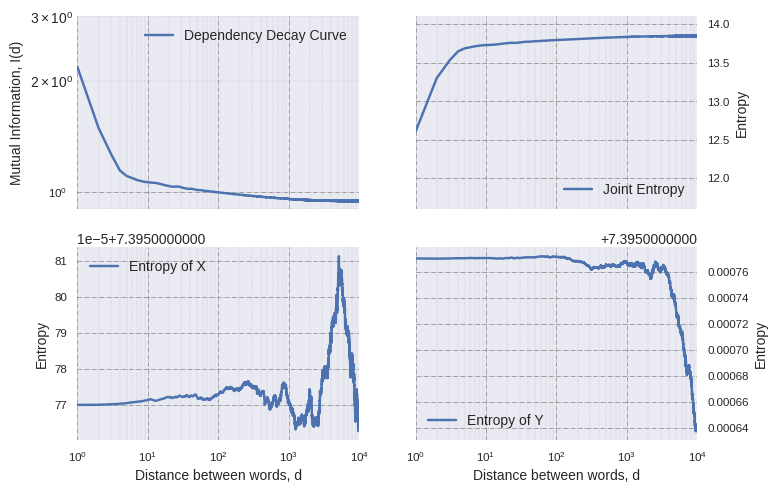 3 × 10⁰
2 × 10⁰
10⁰
Mutual Information, I(d)
Dependency Decay Curve
14.0
13.5
13.0
12.5
12.0
Entropy
Joint Entropy
1e−5+7.3950000000
81
80
79
78
77
Entropy
Entropy of X
10⁰ 10¹ 10² 10³ 10⁴
Distance between words, d
+7.3950000000
0.00076
0.00074
0.00072
0.00070
0.00068
0.00066
0.00064
Entropy
Entropy of Y
10⁰ 10¹ 10² 10³ 10⁴
Distance between words, d